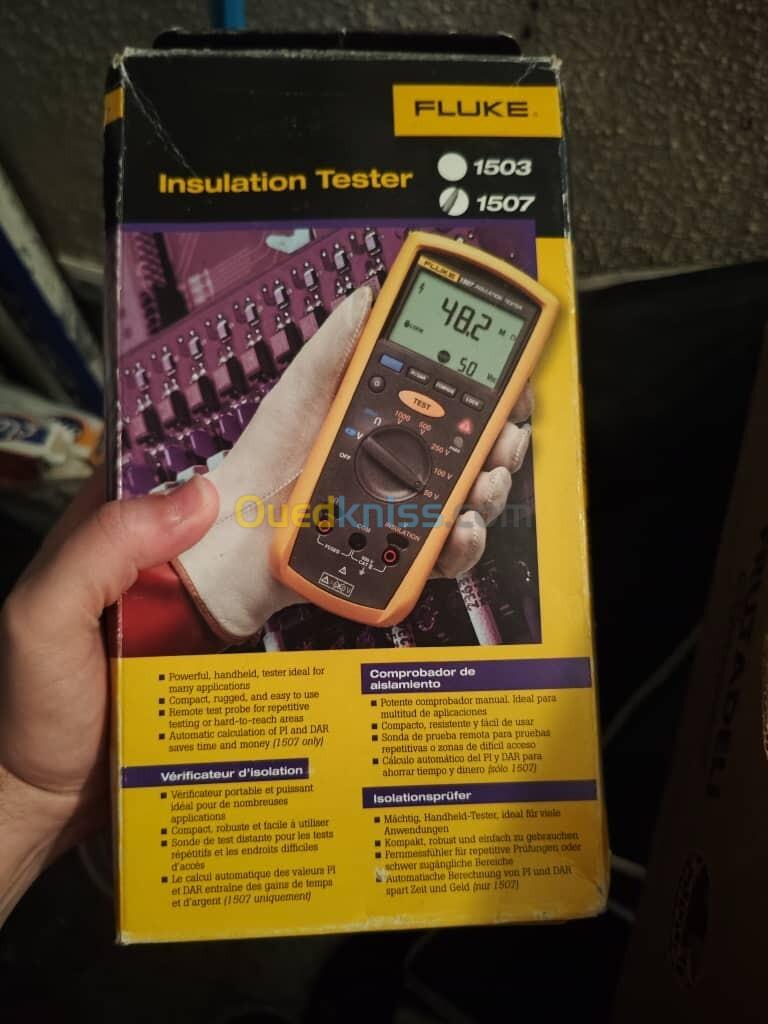 FLUKE
Insulation Tester
1503
1507
FLUKE 1507 INSULATION TESTER
LOCK
48.2 M Ω
50
TEST
LOCK
1000 V
500 V
250 V
100 V
50 V
V
OFF
COM
INSULATION
FUSED
CAT
Ouedkniss.com
Powerful, handheld, tester ideal for
many applications
Compact, rugged, and easy to use
Remote test probe for repetitive
testing or hard-to-reach areas
Automatic calculation of PI and DAR
saves time and money (1507 only)
Vérificateur d'isolation
Vérificateur portable et puissant
idéal pour de nombreuses
applications
Compact, robuste et facile à utiliser
Sonde de test distante pour les tests
répétitifs et les endroits difficiles
d'accès
Le calcul automatique des valeurs PI
et DAR entraîne des gains de temps
et d'argent (1507 uniquement)
Comprobador de
aislamiento
Potente comprobador manual. Ideal para
multitud de aplicaciones
Compacto, resistente y fácil de usar
Sonda de prueba remota para pruebas
repetitivas o zonas de difícil acceso
Cálculo automático del PI y DAR para
ahorrar tiempo y dinero (sólo 1507)
Isolationsprüfer
Mächtig, Handheld-Tester, ideal für viele
Anwendungen
Kompakt, robust und einfach zu gebrauchen
Fernmessfühler für repetitive Prüfungen oder
schwer zugängliche Bereiche
Automatische Berechnung von PI und DAR
spart Zeit und Geld (nur 1507)